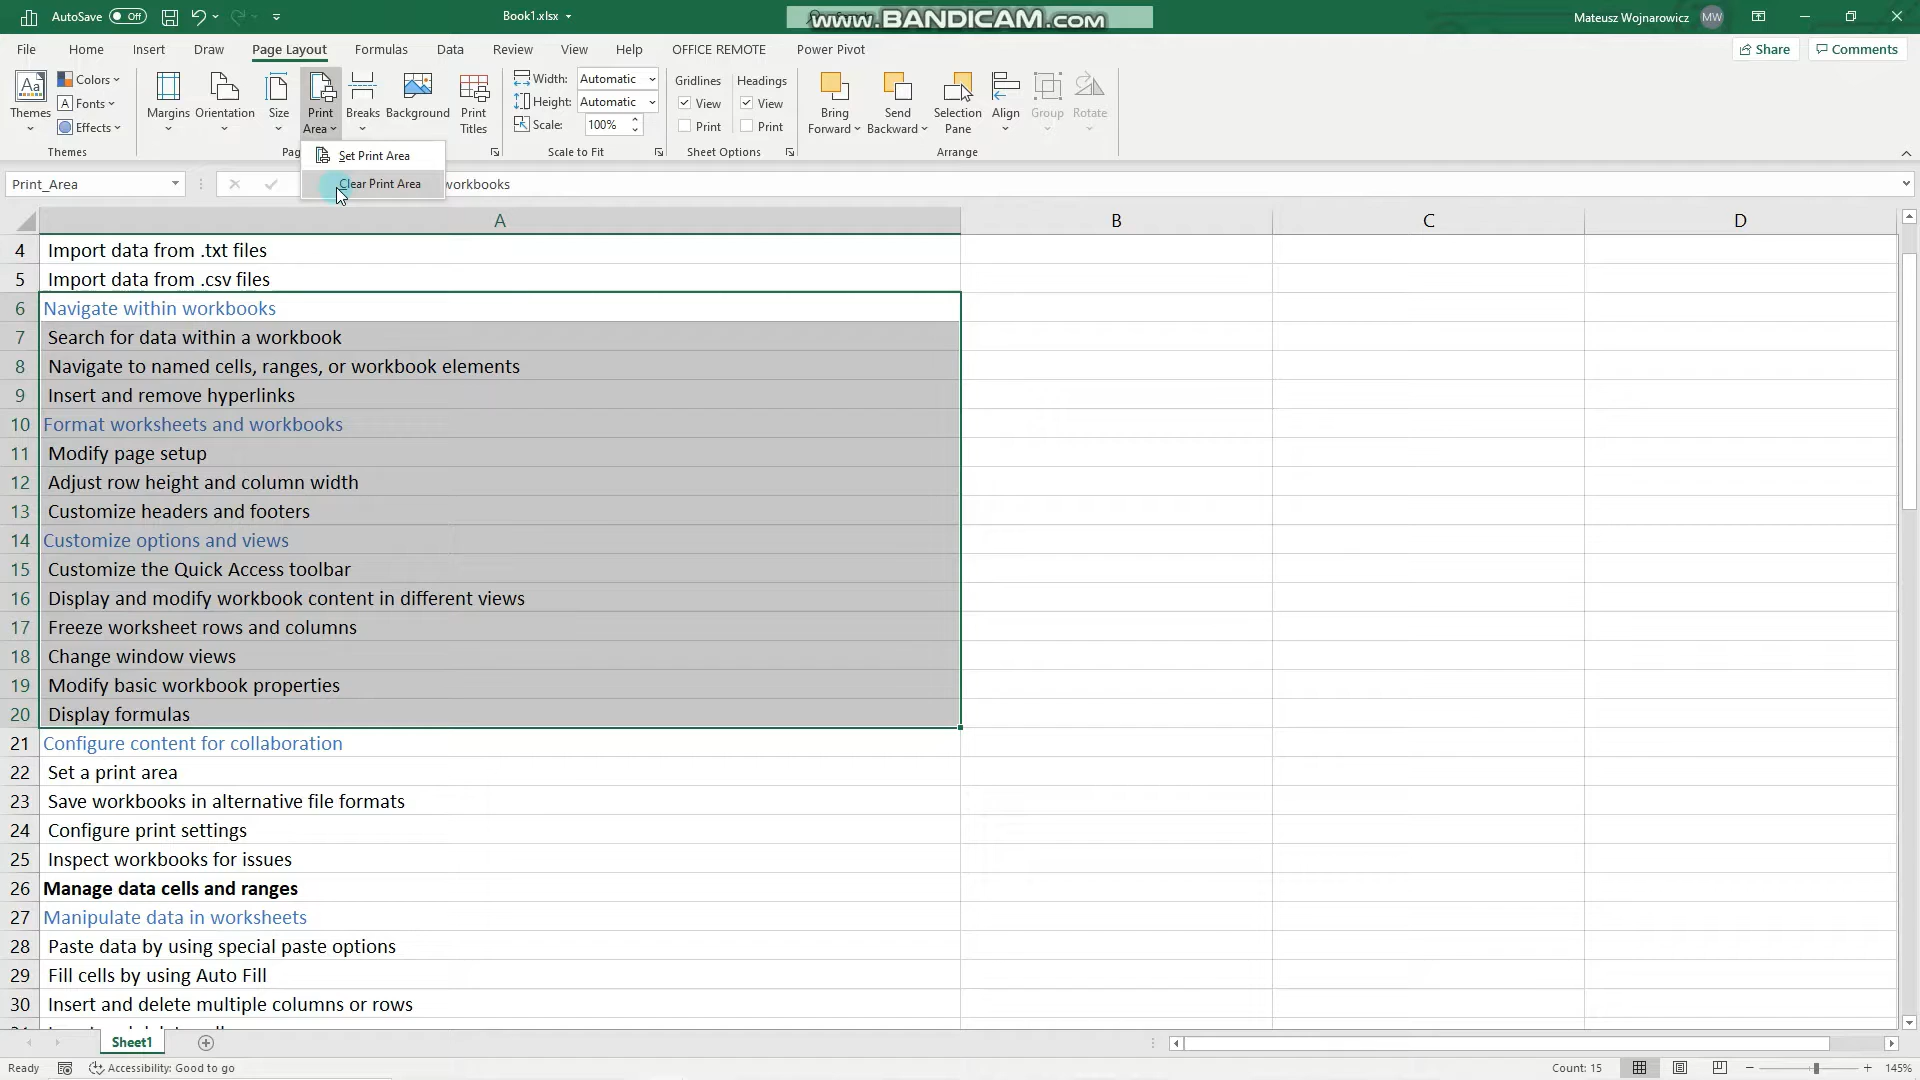 AutoSave Off Book1.xlsx www.BANDICAM.com Mateusz Wojnarowicz MW
File Home Insert Draw Page Layout Formulas Data Review View Help OFFICE REMOTE Power Pivot Share Comments
Themes Colors Fonts Effects
Themes
Margins Orientation Size Print Area Breaks Background Print Titles
Pag
Width: Automatic
Height: Automatic
Scale: 100%
Scale to Fit
Gridlines View Print
Headings View Print
Sheet Options
Bring Forward Send Backward Selection Pane Align Group Rotate
Arrange
Set Print Area
Clear Print Area
Print_Area workbooks
A B C D
4 Import data from .txt files
5 Import data from .csv files
6 Navigate within workbooks
7 Search for data within a workbook
8 Navigate to named cells, ranges, or workbook elements
9 Insert and remove hyperlinks
10 Format worksheets and workbooks
11 Modify page setup
12 Adjust row height and column width
13 Customize headers and footers
14 Customize options and views
15 Customize the Quick Access toolbar
16 Display and modify workbook content in different views
17 Freeze worksheet rows and columns
18 Change window views
19 Modify basic workbook properties
20 Display formulas
21 Configure content for collaboration
22 Set a print area
23 Save workbooks in alternative file formats
24 Configure print settings
25 Inspect workbooks for issues
26 Manage data cells and ranges
27 Manipulate data in worksheets
28 Paste data by using special paste options
29 Fill cells by using Auto Fill
30 Insert and delete multiple columns or rows
Sheet1
Ready Accessibility: Good to go Count: 15 145%